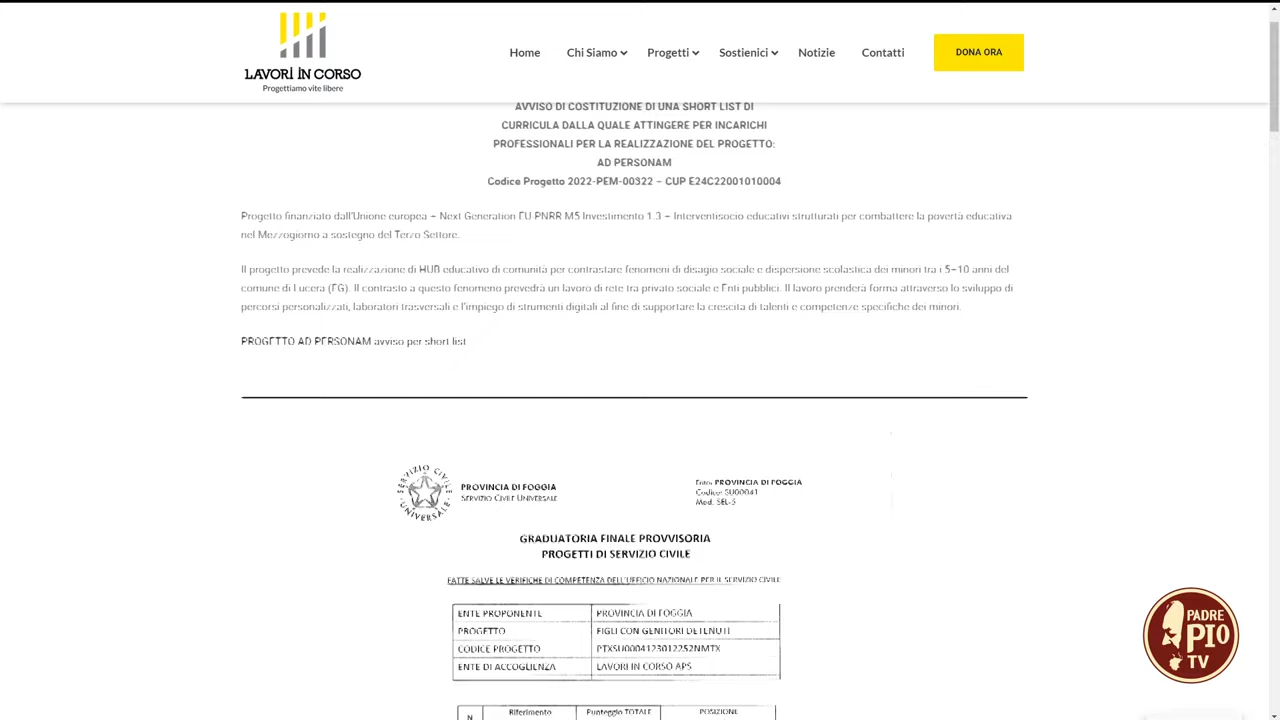 LAVORI IN CORSO
Progettiamo vite libere
Home Chi Siamo Progetti Sostienici Notizie Contatti DONA ORA
AVVISO DI COSTITUZIONE DI UNA SHORT LIST DI
CURRICULA DALLA QUALE ATTINGERE PER INCARICHI
PROFESSIONALI PER LA REALIZZAZIONE DEL PROGETTO:
AD PERSONAM
Codice Progetto 2022-PEM-00322 – CUP E24C22001010004
Progetto finanziato dall'Unione europea – Next Generation EU PNRR M5 Investimento 1.3 – Interventisocio educativi strutturati per combattere la povertà educativa
nel Mezzogiorno a sostegno del Terzo Settore.
Il progetto prevede la realizzazione di HUB educativo di comunità per contrastare fenomeni di disagio sociale e dispersione scolastica dei minori tra i 5–10 anni del
comune di Lucera (FG). Il contrasto a questo fenomeno prevedrà un lavoro di rete tra privato sociale e Enti pubblici. Il lavoro prenderà forma attraverso lo sviluppo di
percorsi personalizzati, laboratori trasversali e l'impiego di strumenti digitali al fine di supportare la crescita di talenti e competenze specifiche dei minori.
PROGETTO AD PERSONAM avviso per short list
SERVIZIO CIVILE UNIVERSALE
PROVINCIA DI FOGGIA
SERVIZIO CIVILE UNIVERSALE
Ente: PROVINCIA DI FOGGIA
Codice: SU00041
Mod. SEL-5
GRADUATORIA FINALE PROVVISORIA
PROGETTI DI SERVIZIO CIVILE
FATTE SALVE LE VERIFICHE DI COMPETENZA DELL'UFFICIO NAZIONALE PER IL SERVIZIO CIVILE
ENTE PROPONENTE PROVINCIA DI FOGGIA
PROGETTO FIGLI CON GENITORI DETENUTI
CODICE PROGETTO PTXSU0004123012252NMTX
ENTE DI ACCOGLIENZA LAVORI IN CORSO APS
N Riferimento Punteggio TOTALE POSIZIONE
PADRE
PIO
TV